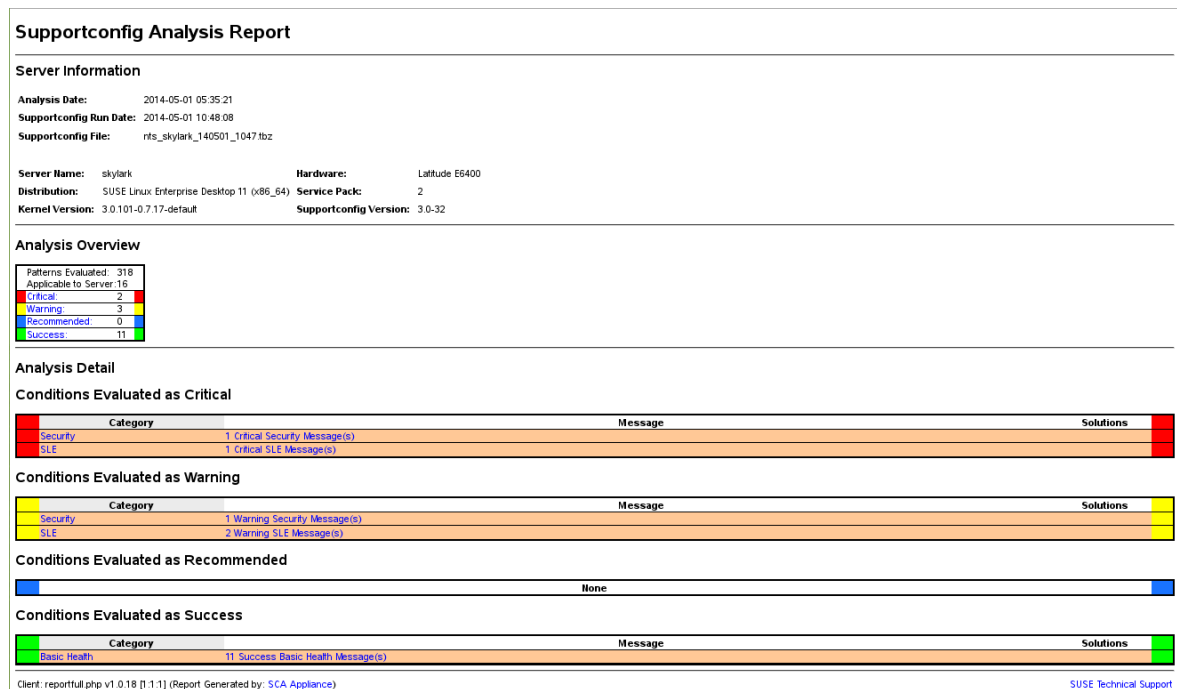 Supportconfig Analysis Report
Server Information
Analysis Date: 2014-05-01 05:35:21
Supportconfig Run Date: 2014-05-01 10:48:08
Supportconfig File: nts_skylark_140501_1047.tbz
Server Name: skylark Hardware: Latitude E6400
Distribution: SUSE Linux Enterprise Desktop 11 (x86_64) Service Pack: 2
Kernel Version: 3.0.101-0.7.17-default Supportconfig Version: 3.0-32
Analysis Overview
Patterns Evaluated: 318
Applicable to Server: 16
Critical: 2
Warning: 3
Recommended: 0
Success: 11
Analysis Detail
Conditions Evaluated as Critical
Category Message Solutions
Security 1 Critical Security Message(s)
SLE 1 Critical SLE Message(s)
Conditions Evaluated as Warning
Category Message Solutions
Security 1 Warning Security Message(s)
SLE 2 Warning SLE Message(s)
Conditions Evaluated as Recommended
None
Conditions Evaluated as Success
Category Message Solutions
Basic Health 11 Success Basic Health Message(s)
Client: reportfull.php v1.0.18 [1:1:1] (Report Generated by: SCA Appliance) SUSE Technical Support